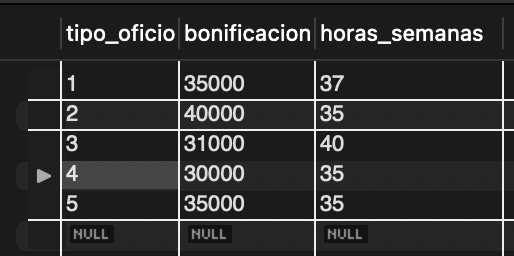 tipo_oficio bonificacion horas_semanas
1 35000 37
2 40000 35
3 31000 40
4 30000 35
5 35000 35
NULL NULL NULL